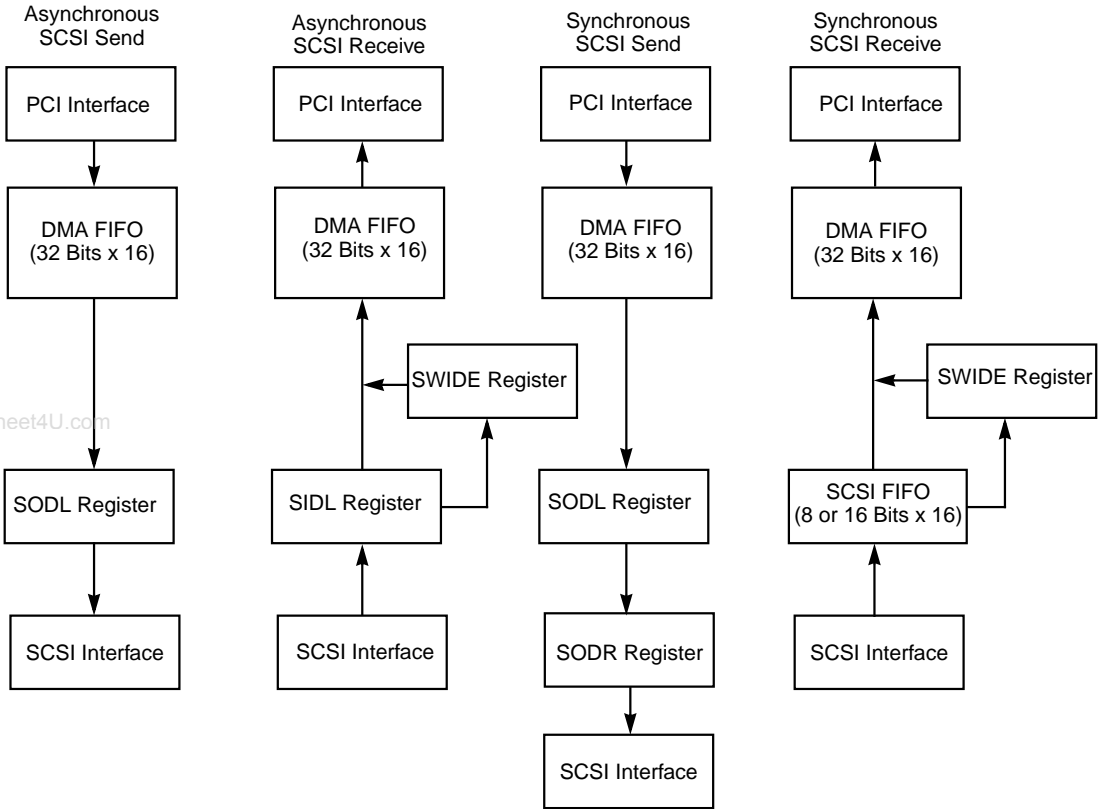 Asynchronous
SCSI Send
PCI Interface
DMA FIFO
(32 Bits x 16)
SODL Register
SCSI Interface
Asynchronous
SCSI Receive
PCI Interface
DMA FIFO
(32 Bits x 16)
SWIDE Register
SIDL Register
SCSI Interface
Synchronous
SCSI Send
PCI Interface
DMA FIFO
(32 Bits x 16)
SODL Register
SODR Register
SCSI Interface
Synchronous
SCSI Receive
PCI Interface
DMA FIFO
(32 Bits x 16)
SWIDE Register
SCSI FIFO
(8 or 16 Bits x 16)
SCSI Interface
heet4U.com